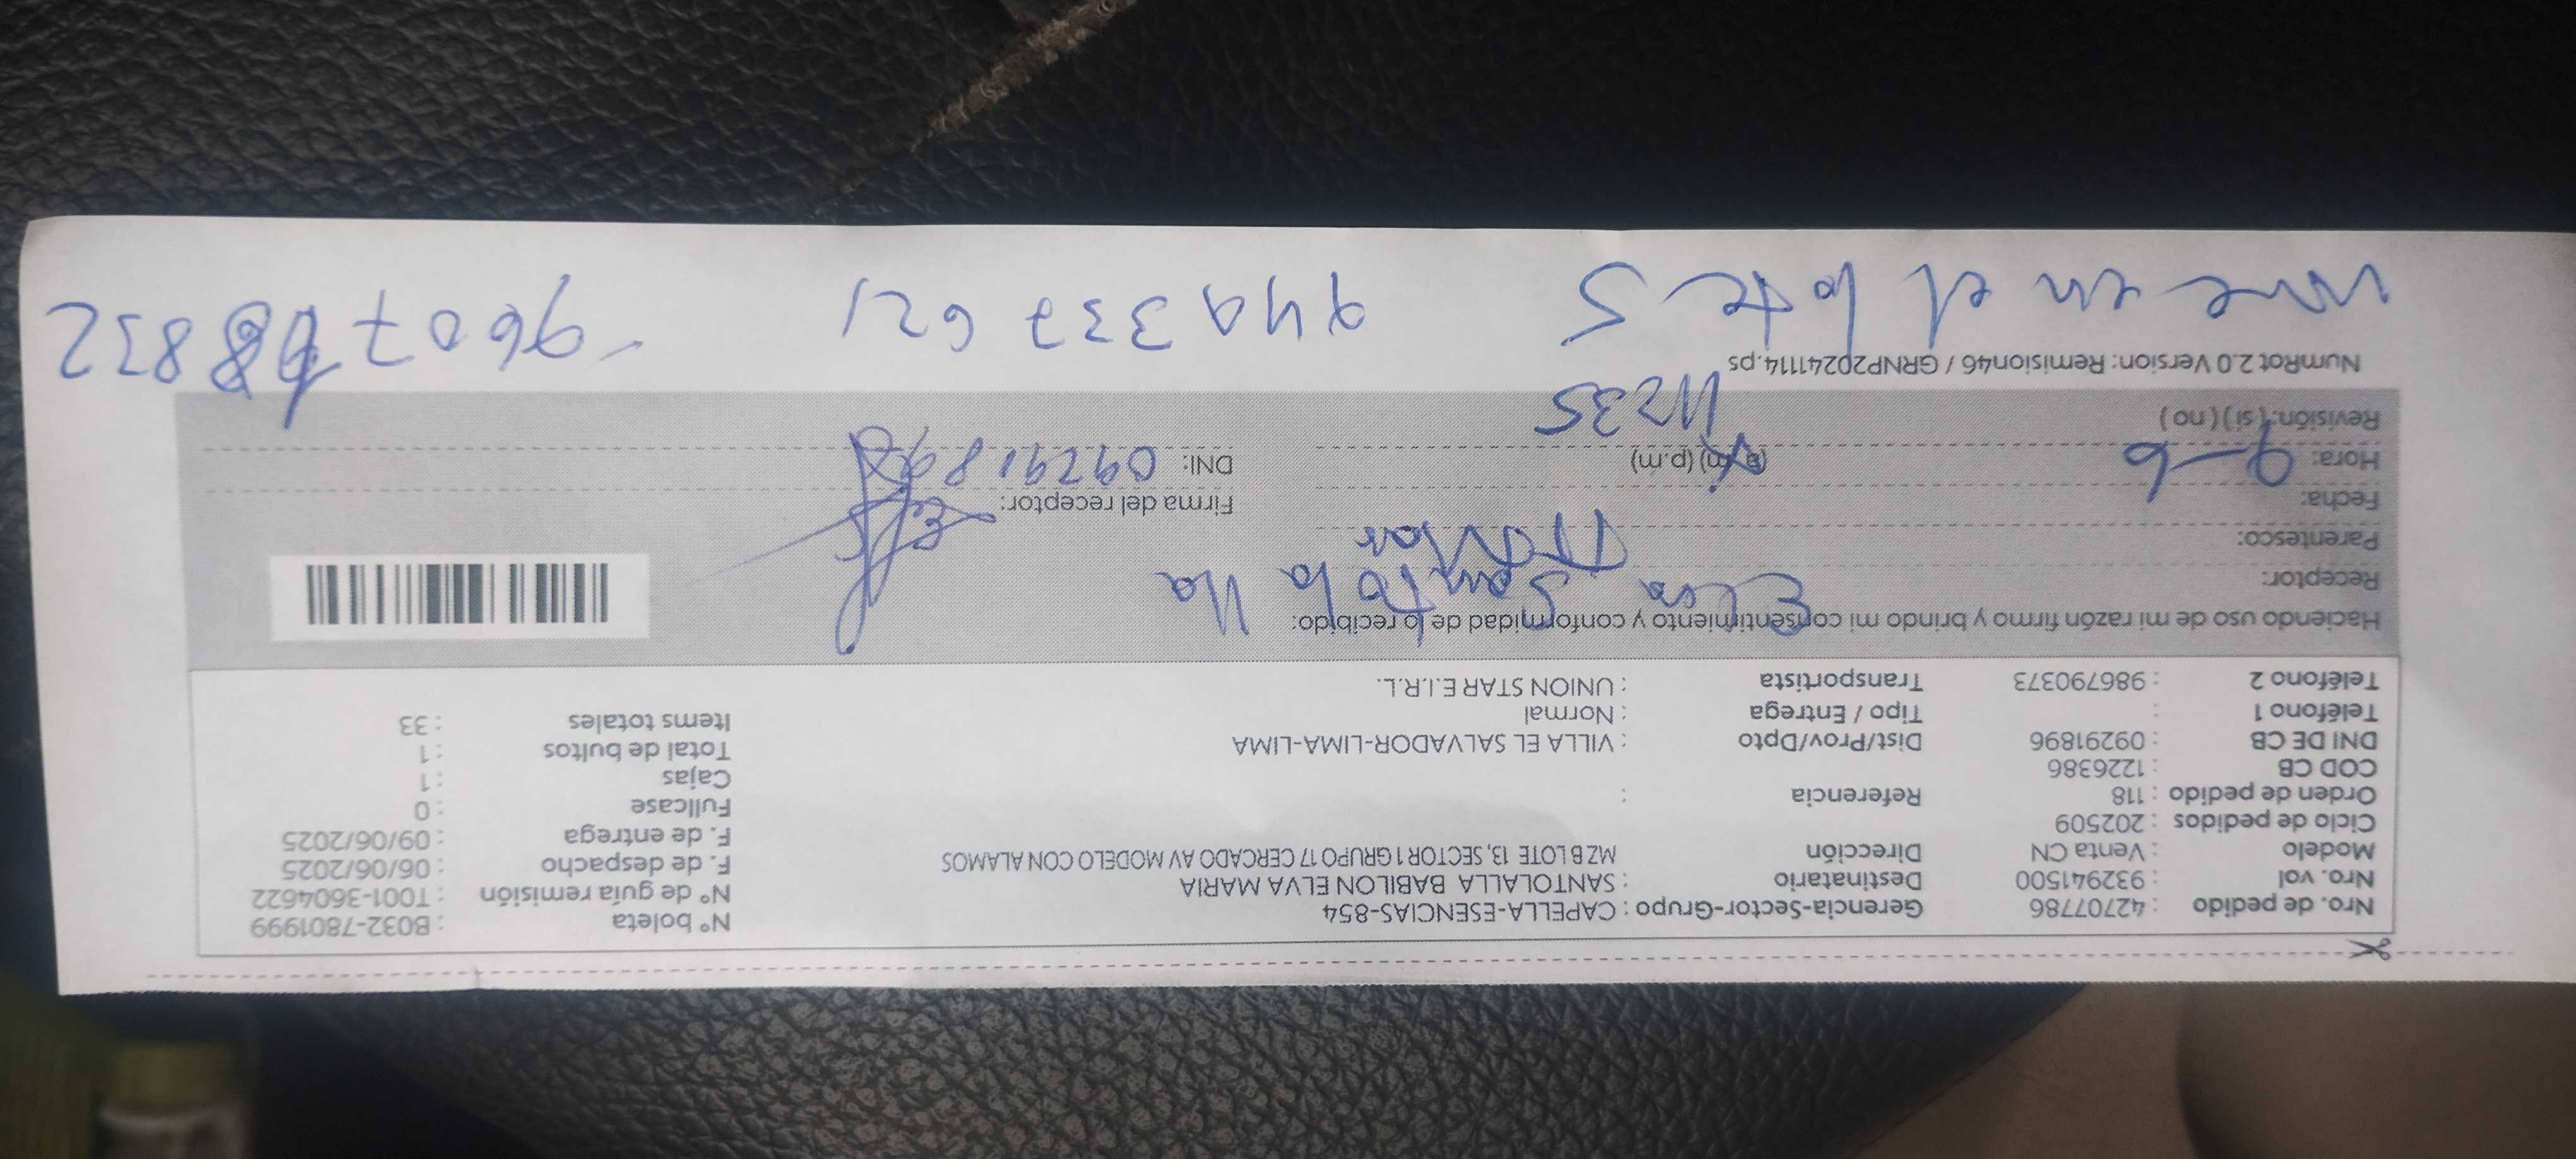 Nro. de pedido : 42707786 Gerencia-Sector-Grupo : CAPELLA-ESENCIAS-854 N° boleta : B032-7801999
Nro. vol. : 932941500 Destinatario : SANTOLALLA BABILON ELVA MARIA N° de guía remisión : T001-3604622
Modelo : Venta CN Dirección MZ B LOTE 13, SECTOR 1 GRUPO 17 CERCADO AV MODELO CON ALAMOS F. de despacho : 06/06/2025
Ciclo de pedidos : 202509 F. de entrega : 09/06/2025
Orden de pedido : 118 Referencia : Fullcase : 0
COD CB : 1226386 Cajas : 1
DNI DE CB : 09291896 Dist/Prov/Dpto : VILLA EL SALVADOR-LIMA-LIMA Total de bultos : 1
Teléfono 1 : Tipo / Entrega : Normal Items totales : 33
Teléfono 2 : 986790373 Transportista : UNION STAR E.I.R.L.
Haciendo uso de mi razón firmo y brindo mi consentimiento y conformidad de lo recibido:
Receptor: Elva Santolalla
Parentesco: Titular
Fecha: 9-6 Firma del receptor:
Hora: (a.m) (p.m) DNI: 09291896
Revisión: (si) (no) 11235
NumRot 2.0 Version: Remision46 / GRNP20241114.ps
vive en el lote 5 949 337 621 - 9607 832